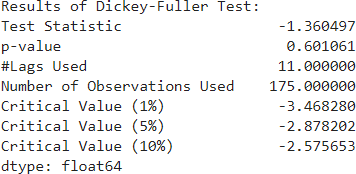 Results of Dickey-Fuller Test:
Test Statistic -1.360497
p-value 0.601061
#Lags Used 11.000000
Number of Observations Used 175.000000
Critical Value (1%) -3.468280
Critical Value (5%) -2.878202
Critical Value (10%) -2.575653
dtype: float64